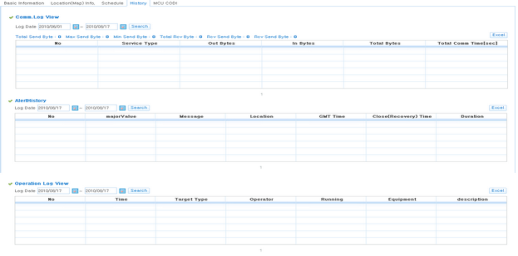 Basic Information Location(Map) Info. Schedule History MCU CODI
Comm.Log View
Log Date 2010/08/01 ~ 2010/08/17 Search
Total Send Byte : 0 Max Send Byte : 0 Min Send Byte : 0 Total Rcv Byte : 0 Rcv Send Byte : 0 Rcv Send Byte : 0 Excel
No Service Type Out Bytes In Bytes Total Bytes Total Comm Time(sec)
AlertHistory
Log Date 2010/08/17 ~ 2010/08/17 Search Excel
No majorValue Message Location GMT Time Close(Recovery) Time Duration
Operation Log View
Log Date 2010/08/17 ~ 2010/08/17 Search Excel
No Time Target Type Operator Running Equipment description